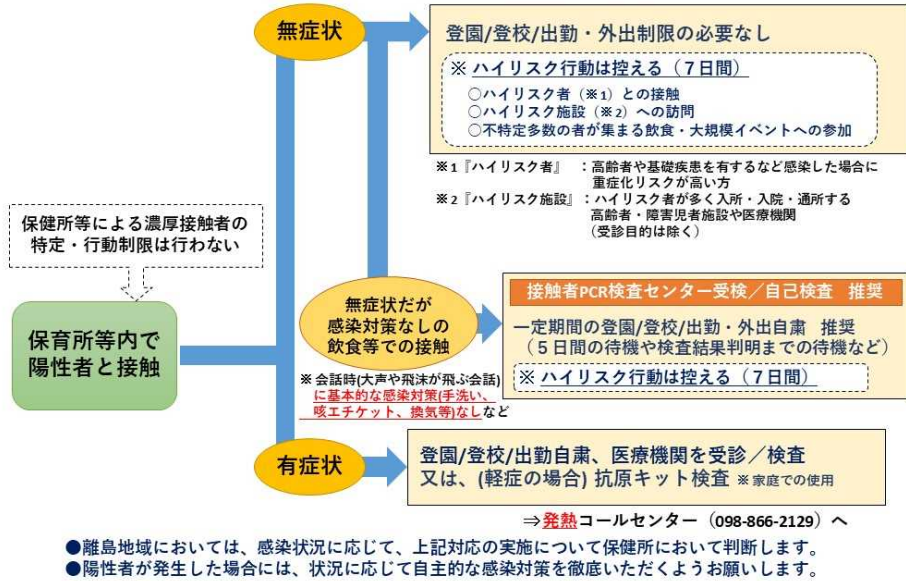 無症状
登園/登校/出勤・外出制限の必要なし
※ ハイリスク行動は控える（７日間）
○ハイリスク者（※1）との接触
○ハイリスク施設（※2）への訪問
○不特定多数の者が集まる飲食・大規模イベントへの参加
※1『ハイリスク者』　：高齢者や基礎疾患を有するなど感染した場合に
重症化リスクが高い方
※2『ハイリスク施設』：ハイリスク者が多く入所・入院・通所する
高齢者・障害児者施設や医療機関
（受診目的は除く）
保健所等による濃厚接触者の
特定・行動制限は行わない
保育所等内で
陽性者と接触
無症状だが
感染対策なしの
飲食等での接触
※ 会話時(大声や飛沫が飛ぶ会話)
に基本的な感染対策(手洗い、
咳エチケット、換気等)なしなど
接触者PCR検査センター受検／自己検査　推奨
一定期間の登園/登校/出勤・外出自粛　推奨
（５日間の待機や検査結果判明までの待機など）
※ ハイリスク行動は控える（７日間）
有症状
登園/登校/出勤自粛、医療機関を受診／検査
又は、(軽症の場合) 抗原キット検査 ※ 家庭での使用
⇒発熱コールセンター（098-866-2129）へ
●離島地域においては、感染状況に応じて、上記対応の実施について保健所において判断します。
●陽性者が発生した場合には、状況に応じて自主的な感染対策を徹底いただくようお願いします。